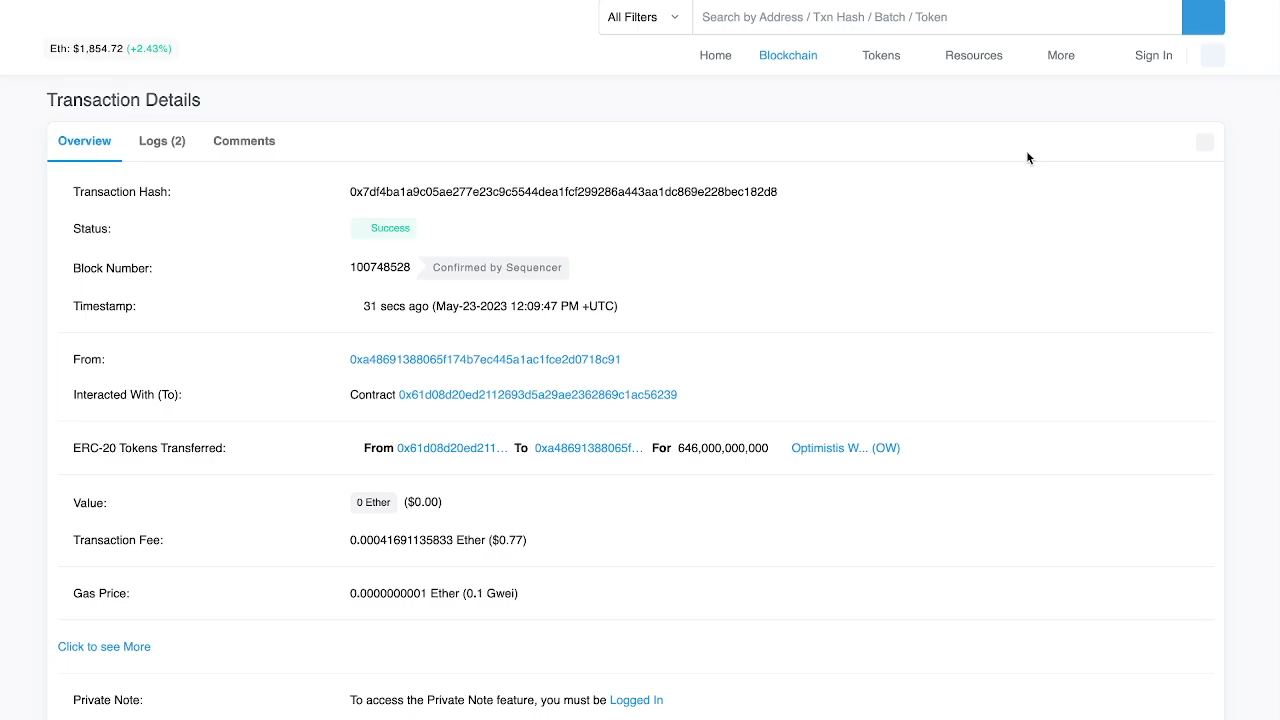 All Filters
Search by Address / Txn Hash / Batch / Token
Eth: $1,854.72 (+2.43%)
Home Blockchain Tokens Resources More Sign In
Transaction Details
Overview Logs (2) Comments
Transaction Hash: 0x7df4ba1a9c05ae277e23c9c5544dea1fcf299286a443aa1dc869e228bec182d8
Status: Success
Block Number: 100748528 Confirmed by Sequencer
Timestamp: 31 secs ago (May-23-2023 12:09:47 PM +UTC)
From: 0xa48691388065f174b7ec445a1ac1fce2d0718c91
Interacted With (To): Contract 0x61d08d20ed2112693d5a29ae2362869c1ac56239
ERC-20 Tokens Transferred: From 0x61d08d20ed211... To 0xa48691388065f... For 646,000,000,000 Optimistis W... (OW)
Value: 0 Ether ($0.00)
Transaction Fee: 0.00041691135833 Ether ($0.77)
Gas Price: 0.0000000001 Ether (0.1 Gwei)
Click to see More
Private Note: To access the Private Note feature, you must be Logged In